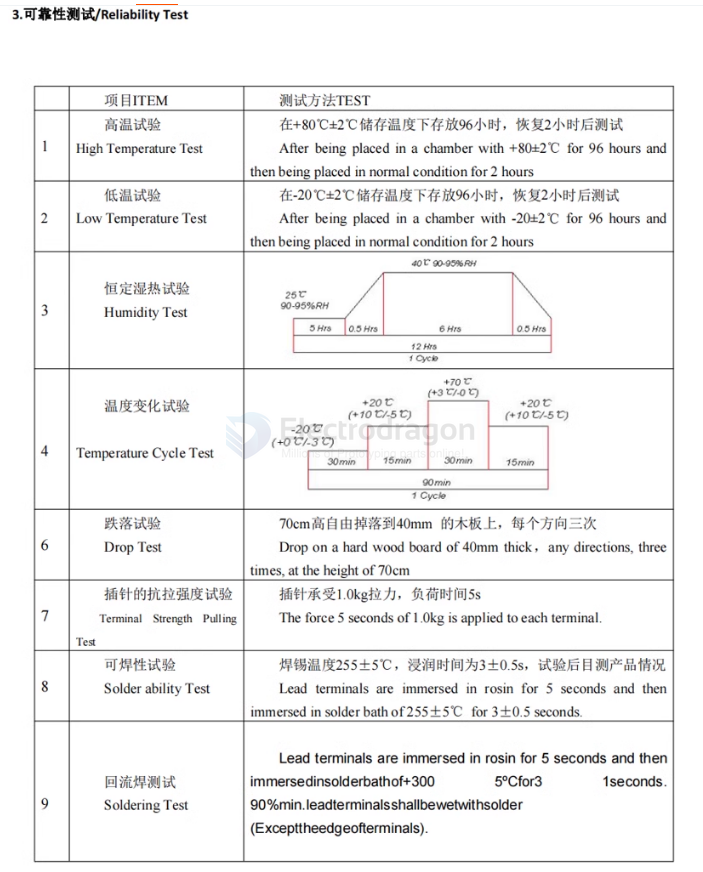 3.可靠性测试/Reliability Test
项目ITEM
测试方法TEST
1
高温试验
High Temperature Test
在+80℃±2℃储存温度下存放96小时，恢复2小时后测试
After being placed in a chamber with +80±2℃ for 96 hours and
then being placed in normal condition for 2 hours
2
低温试验
Low Temperature Test
在-20℃±2℃储存温度下存放96小时，恢复2小时后测试
After being placed in a chamber with -20±2℃ for 96 hours and
then being placed in normal condition for 2 hours
3
恒定湿热试验
Humidity Test
40℃ 90-95%RH
25℃
90-95%RH
5 Hrs
0.5 Hrs
6 Hrs
0.5 Hrs
12 Hrs
1 Cycle
4
温度变化试验
Temperature Cycle Test
+70℃
(+3℃/-0℃)
+20℃
(+10℃/-5℃)
+20℃
(+10℃/-5℃)
-20℃
(+0℃/-3℃)
30min
15min
30min
15min
90min
1 Cycle
Electrodragon
6
跌落试验
Drop Test
70cm高自由掉落到40mm 的木板上，每个方向三次
Drop on a hard wood board of 40mm thick，any directions, three
times, at the height of 70cm
7
插针的抗拉强度试验
Terminal Strength Pulling
Test
插针承受1.0kg拉力，负荷时间5s
The force 5 seconds of 1.0kg is applied to each terminal.
8
可焊性试验
Solder ability Test
焊锡温度255±5℃，浸润时间为3±0.5s，试验后目测产品情况
Lead terminals are immersed in rosin for 5 seconds and then
immersed in solder bath of 255±5℃ for 3±0.5 seconds.
9
回流焊测试
Soldering Test
Lead terminals are immersed in rosin for 5 seconds and then
immersedinsolderbathof+300 5ºCfor3 1seconds.
90%min.leadterminalsshallbewetwithsolder
(Excepttheedgeofterminals).